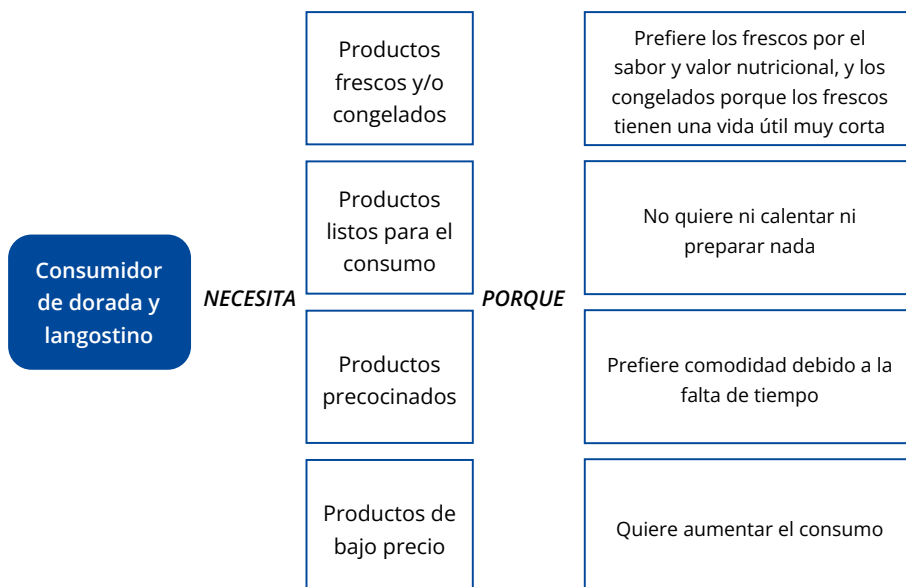 Consumidor
de dorada y
langostino
NECESITA
Productos
frescos y/o
congelados
Productos
listos para el
consumo
Productos
precocinados
Productos de
bajo precio
PORQUE
Prefiere los frescos por el
sabor y valor nutricional, y los
congelados porque los frescos
tienen una vida útil muy corta
No quiere ni calentar ni
preparar nada
Prefiere comodidad debido a la
falta de tiempo
Quiere aumentar el consumo